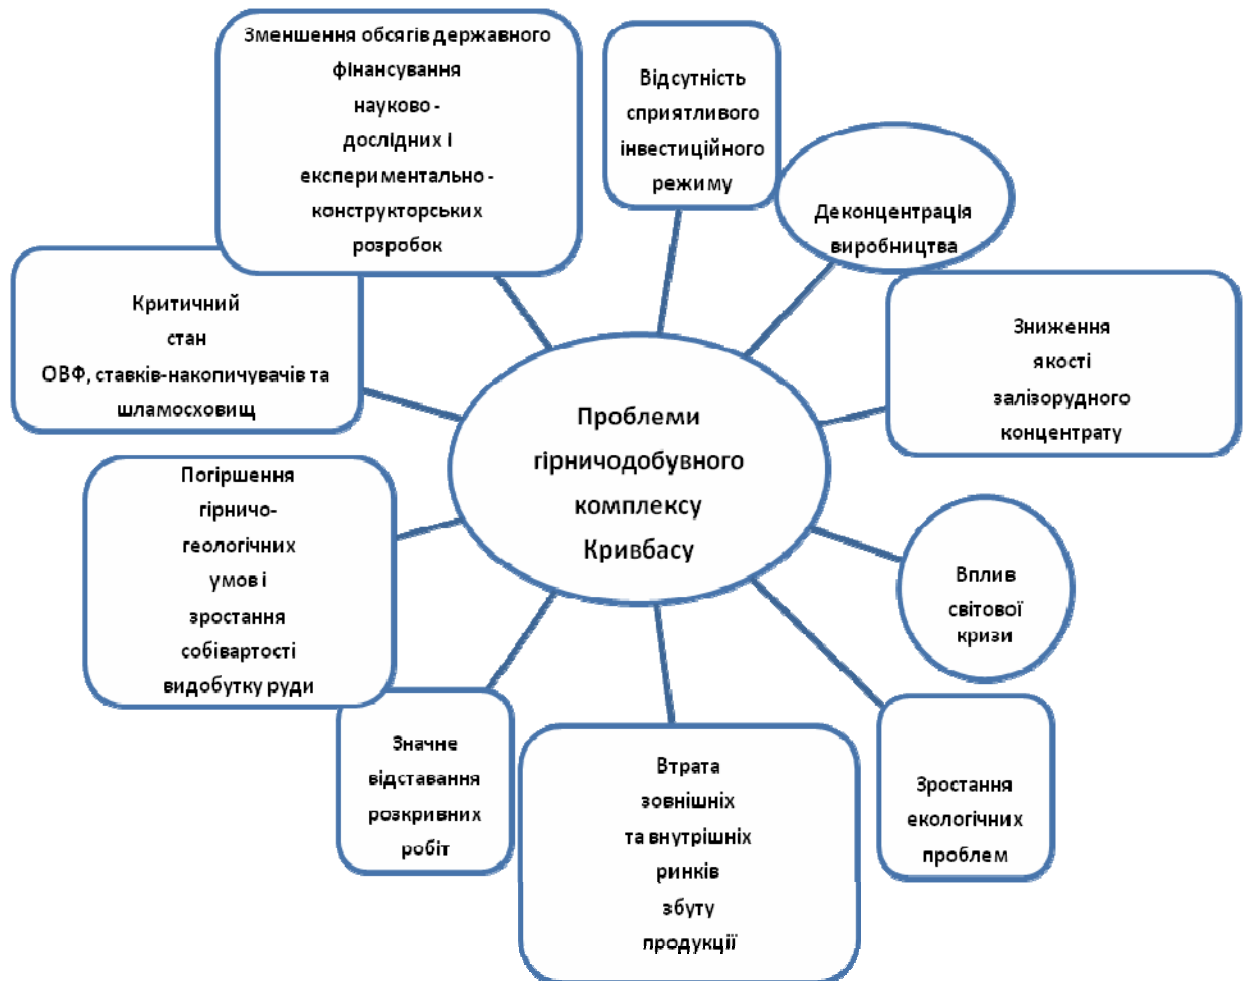 Зменшення обсягів державного
фінансування
науково -
дослідних і
експериментально -
конструкторських
розробок
Відсутність
сприятливого
інвестиційного
режиму
Деконцентрація
виробництва
Критичний
стан
ОВФ, ставків-накопичувачів та
шламосховищ
Зниження
якості
залізорудного
концентрату
Проблеми
гірничодобувного
комплексу
Кривбасу
Погіршення
гірничо-
геологічних
умов і
зростання
собівартості
видобутку руди
Вплив
світової
кризи
Значне
відставання
розкривних
робіт
Втрата
зовнішніх
та внутрішніх
ринків
збуту
продукції
Зростання
екологічних
проблем